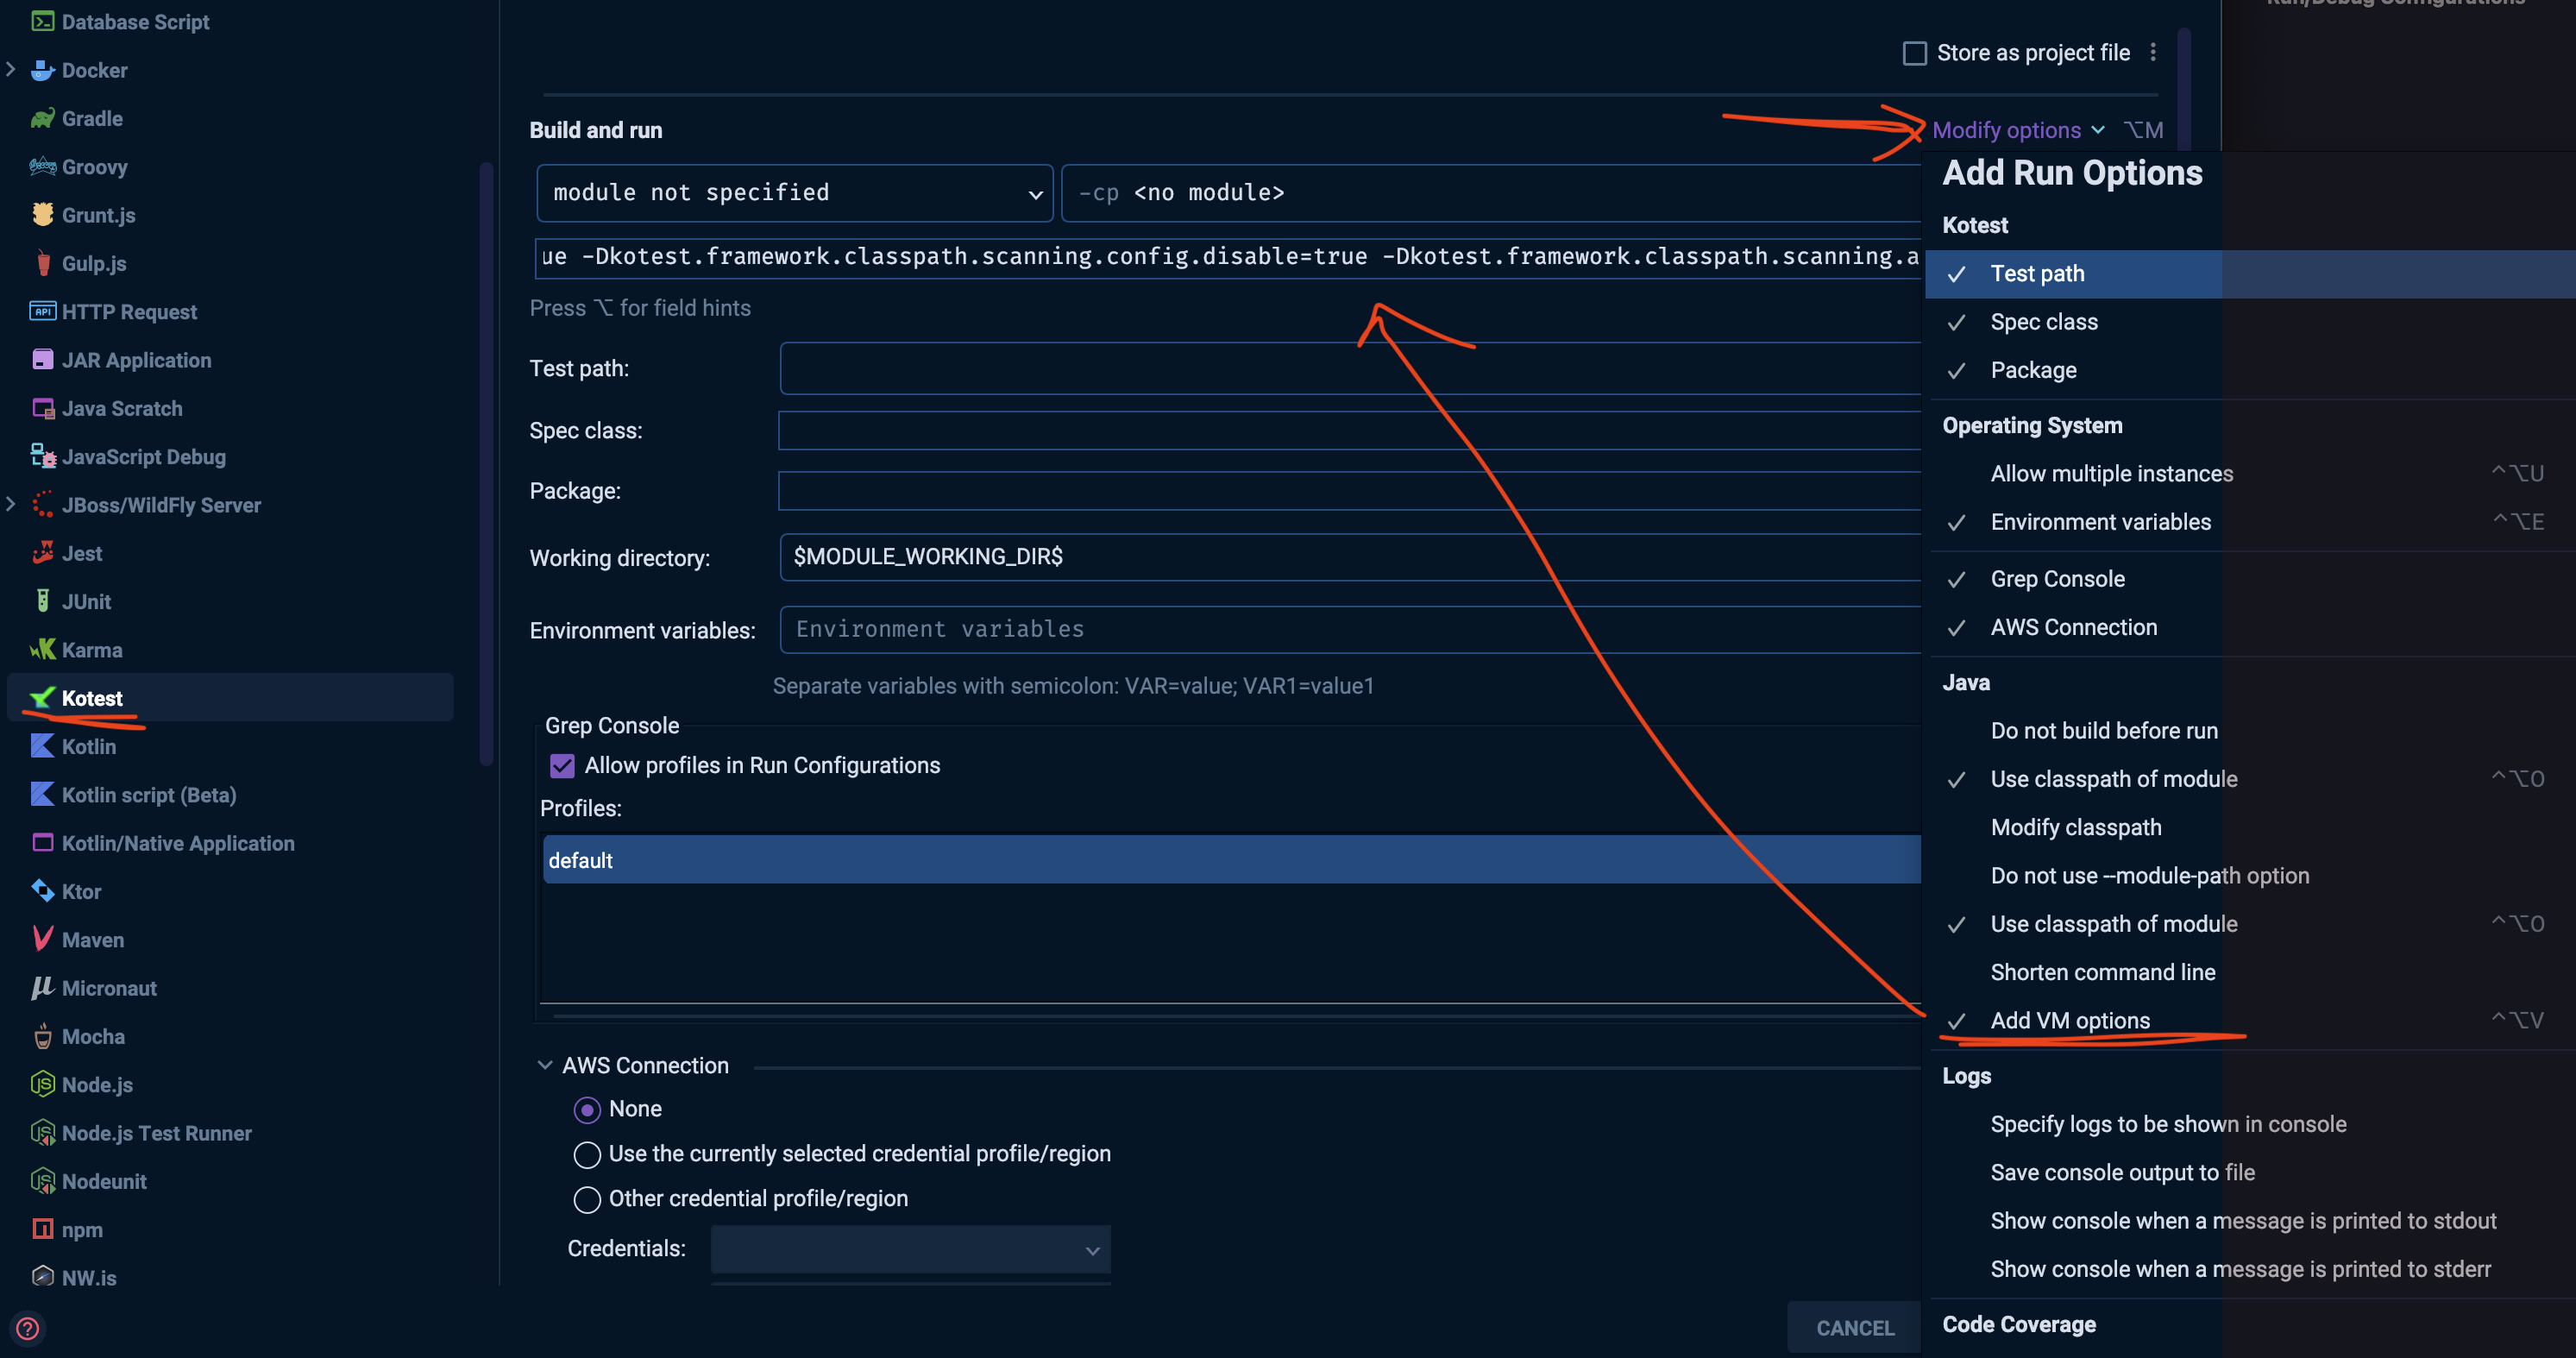 Database Script
Docker
Gradle
Groovy
Grunt.js
Gulp.js
HTTP Request
JAR Application
Java Scratch
JavaScript Debug
JBoss/WildFly Server
Jest
JUnit
Karma
Kotest
Kotlin
Kotlin script (Beta)
Kotlin/Native Application
Ktor
Maven
Micronaut
Mocha
Node.js
Node.js Test Runner
Nodeunit
npm
NW.js
Store as project file
Build and run
Modify options ⌥M
module not specified
-cp <no module>
ue -Dkotest.framework.classpath.scanning.config.disable=true -Dkotest.framework.classpath.scanning.a
Press ⌥ for field hints
Test path:
Spec class:
Package:
Working directory: $MODULE_WORKING_DIR$
Environment variables: Environment variables
Separate variables with semicolon: VAR=value; VAR1=value1
Grep Console
Allow profiles in Run Configurations
Profiles:
default
AWS Connection
None
Use the currently selected credential profile/region
Other credential profile/region
Credentials:
CANCEL
Run/Debug Configurations
Add Run Options
Kotest
Test path
Spec class
Package
Operating System
Allow multiple instances ^⌥U
Environment variables ^⌥E
Grep Console
AWS Connection
Java
Do not build before run
Use classpath of module ^⌥O
Modify classpath
Do not use --module-path option
Use classpath of module ^⌥O
Shorten command line
Add VM options ^⌥V
Logs
Specify logs to be shown in console
Save console output to file
Show console when a message is printed to stdout
Show console when a message is printed to stderr
Code Coverage